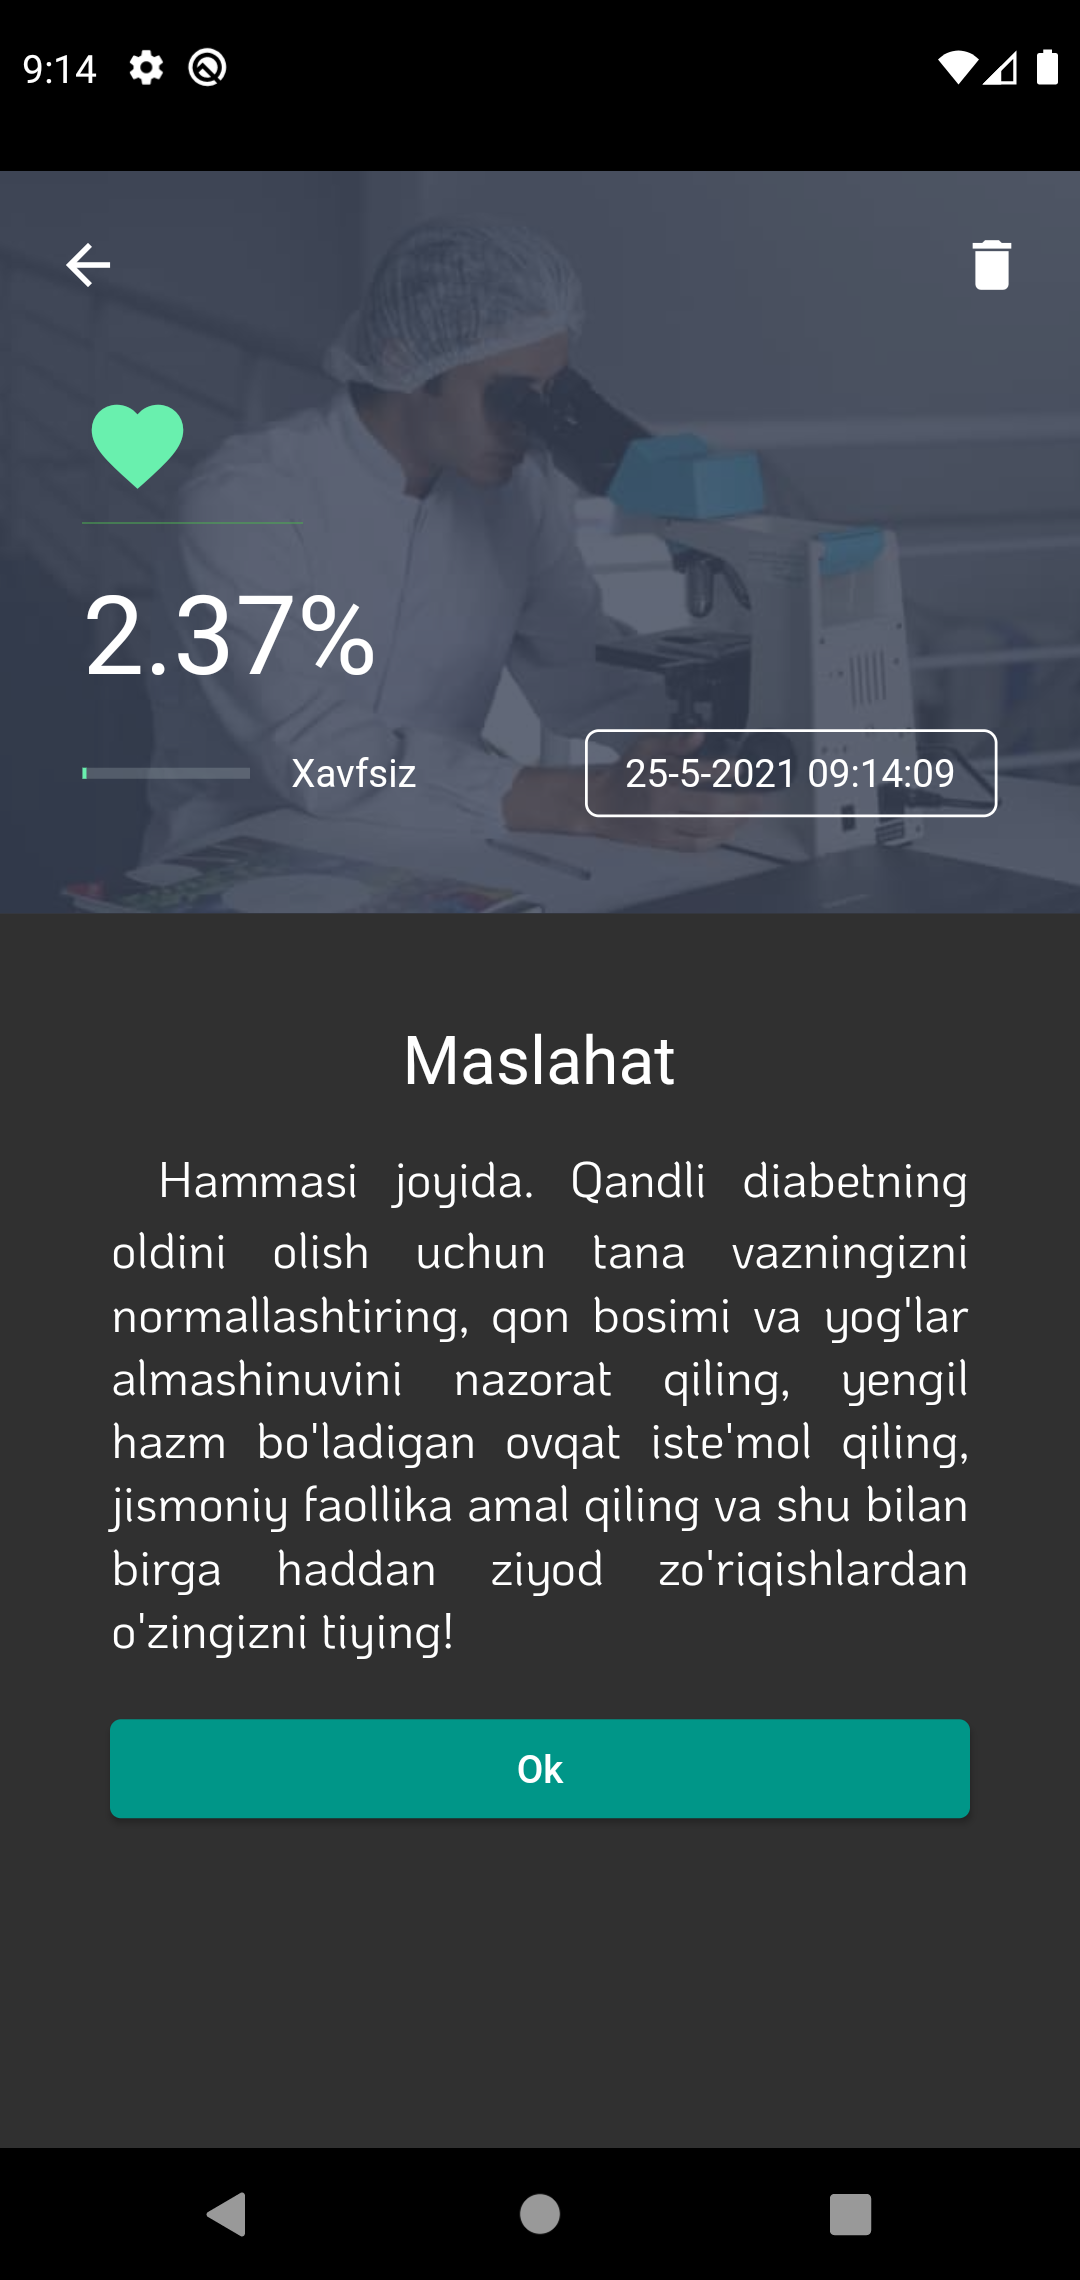 9:14
2.37%
Xavfsiz
25-5-2021 09:14:09
Maslahat
Hammasi joyida. Qandli diabetning
oldini olish uchun tana vazningizni
normallashtiring, qon bosimi va yog'lar
almashinuvini nazorat qiling, yengil
hazm bo'ladigan ovqat iste'mol qiling,
jismoniy faollika amal qiling va shu bilan
birga haddan ziyod zo'riqishlardan
o'zingizni tiying!
Ok